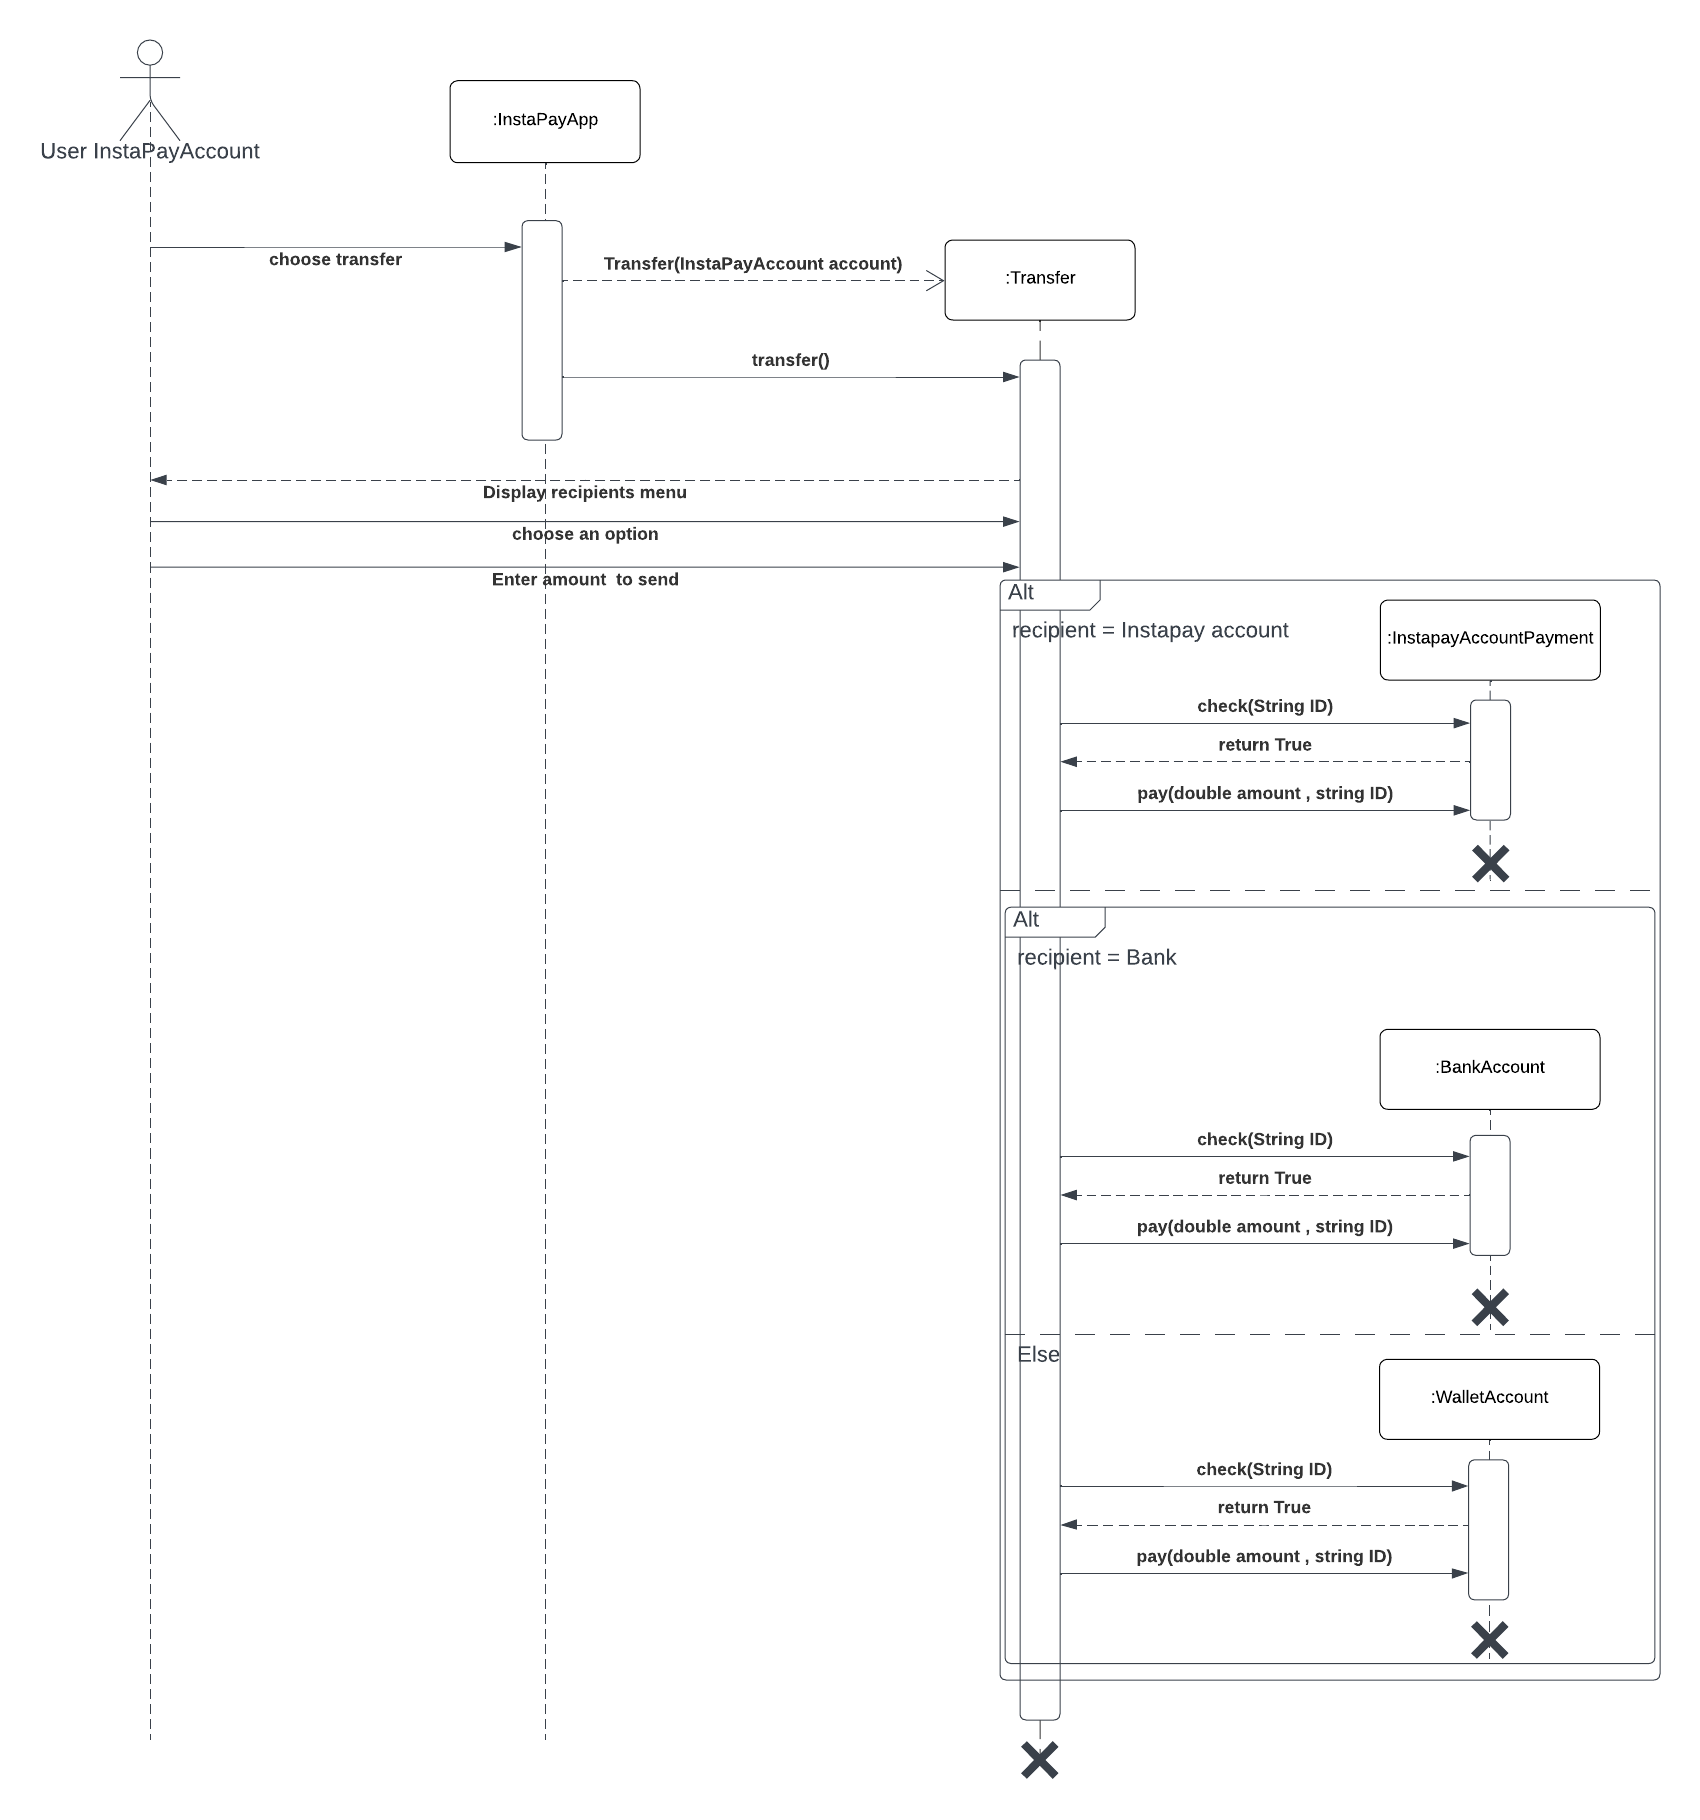 User InstaPayAccount
:InstaPayApp
choose transfer
Transfer(InstaPayAccount account)
:Transfer
transfer()
Display recipients menu
choose an option
Enter amount  to send
Alt
recipient = Instapay account
:InstapayAccountPayment
check(String ID)
return True
pay(double amount , string ID)
Alt
recipient = Bank
:BankAccount
check(String ID)
return True
pay(double amount , string ID)
Else
:WalletAccount
check(String ID)
return True
pay(double amount , string ID)